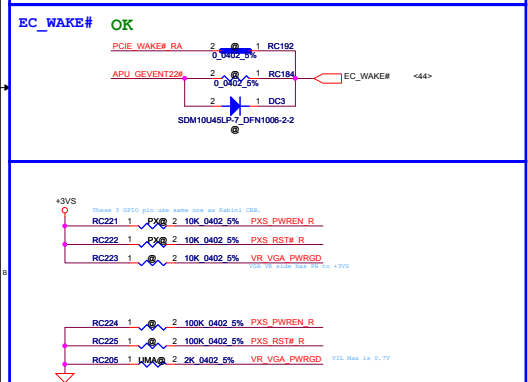 EC_WAKE# OK
PCIE_WAKE#_RA 2 @ 1 RC192
0_0402_5%
APU_GEVENT22# 2 @ 1 RC184
0_0402_5%
EC_WAKE# <44>
2 1 DC3
SDM10U45LP-7_DFN1006-2-2
@
+3VS
These 3 GPIO pin use same one as Kabini CRB.
RC221 1 PX@ 2 10K_0402_5% PXS_PWREN_R
RC222 1 PX@ 2 10K_0402_5% PXS_RST#_R
RC223 1 @ 2 10K_0402_5% VR_VGA_PWRGD
VGA VR side has PH to +3VS
B
RC224 1 @ 2 100K_0402_5% PXS_PWREN_R
RC225 1 @ 2 100K_0402_5% PXS_RST#_R
RC205 1 UMA@ 2 2K_0402_5% VR_VGA_PWRGD VIL Max is 0.7V